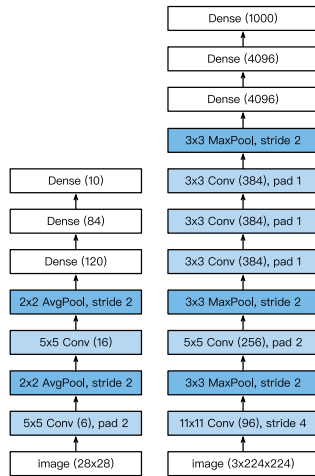 Dense (10)
Dense (84)
Dense (120)
2x2 AvgPool, stride 2
5x5 Conv (16)
2x2 AvgPool, stride 2
5x5 Conv (6), pad 2
image (28x28)
Dense (1000)
Dense (4096)
Dense (4096)
3x3 MaxPool, stride 2
3x3 Conv (384), pad 1
3x3 Conv (384), pad 1
3x3 Conv (384), pad 1
3x3 MaxPool, stride 2
5x5 Conv (256), pad 2
3x3 MaxPool, stride 2
11x11 Conv (96), stride 4
image (3x224x224)